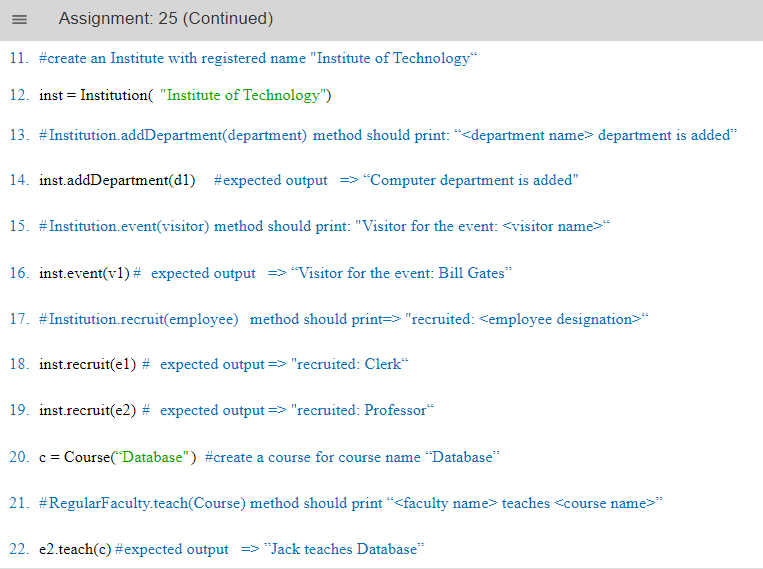 Assignment: 25 (Continued)
11. #create an Institute with registered name "Institute of Technology“
12. inst = Institution( "Institute of Technology")
13. #Institution.addDepartment(department) method should print: “<department name> department is added”
14. inst.addDepartment(d1) #expected output => “Computer department is added"
15. #Institution.event(visitor) method should print: "Visitor for the event: <visitor name>“
16. inst.event(v1) # expected output => “Visitor for the event: Bill Gates”
17. #Institution.recruit(employee) method should print=> "recruited: <employee designation>“
18. inst.recruit(e1) # expected output => "recruited: Clerk“
19. inst.recruit(e2) # expected output => "recruited: Professor“
20. c = Course(“Database") #create a course for course name “Database”
21. #RegularFaculty.teach(Course) method should print “<faculty name> teaches <course name>”
22. e2.teach(c) #expected output => ”Jack teaches Database”